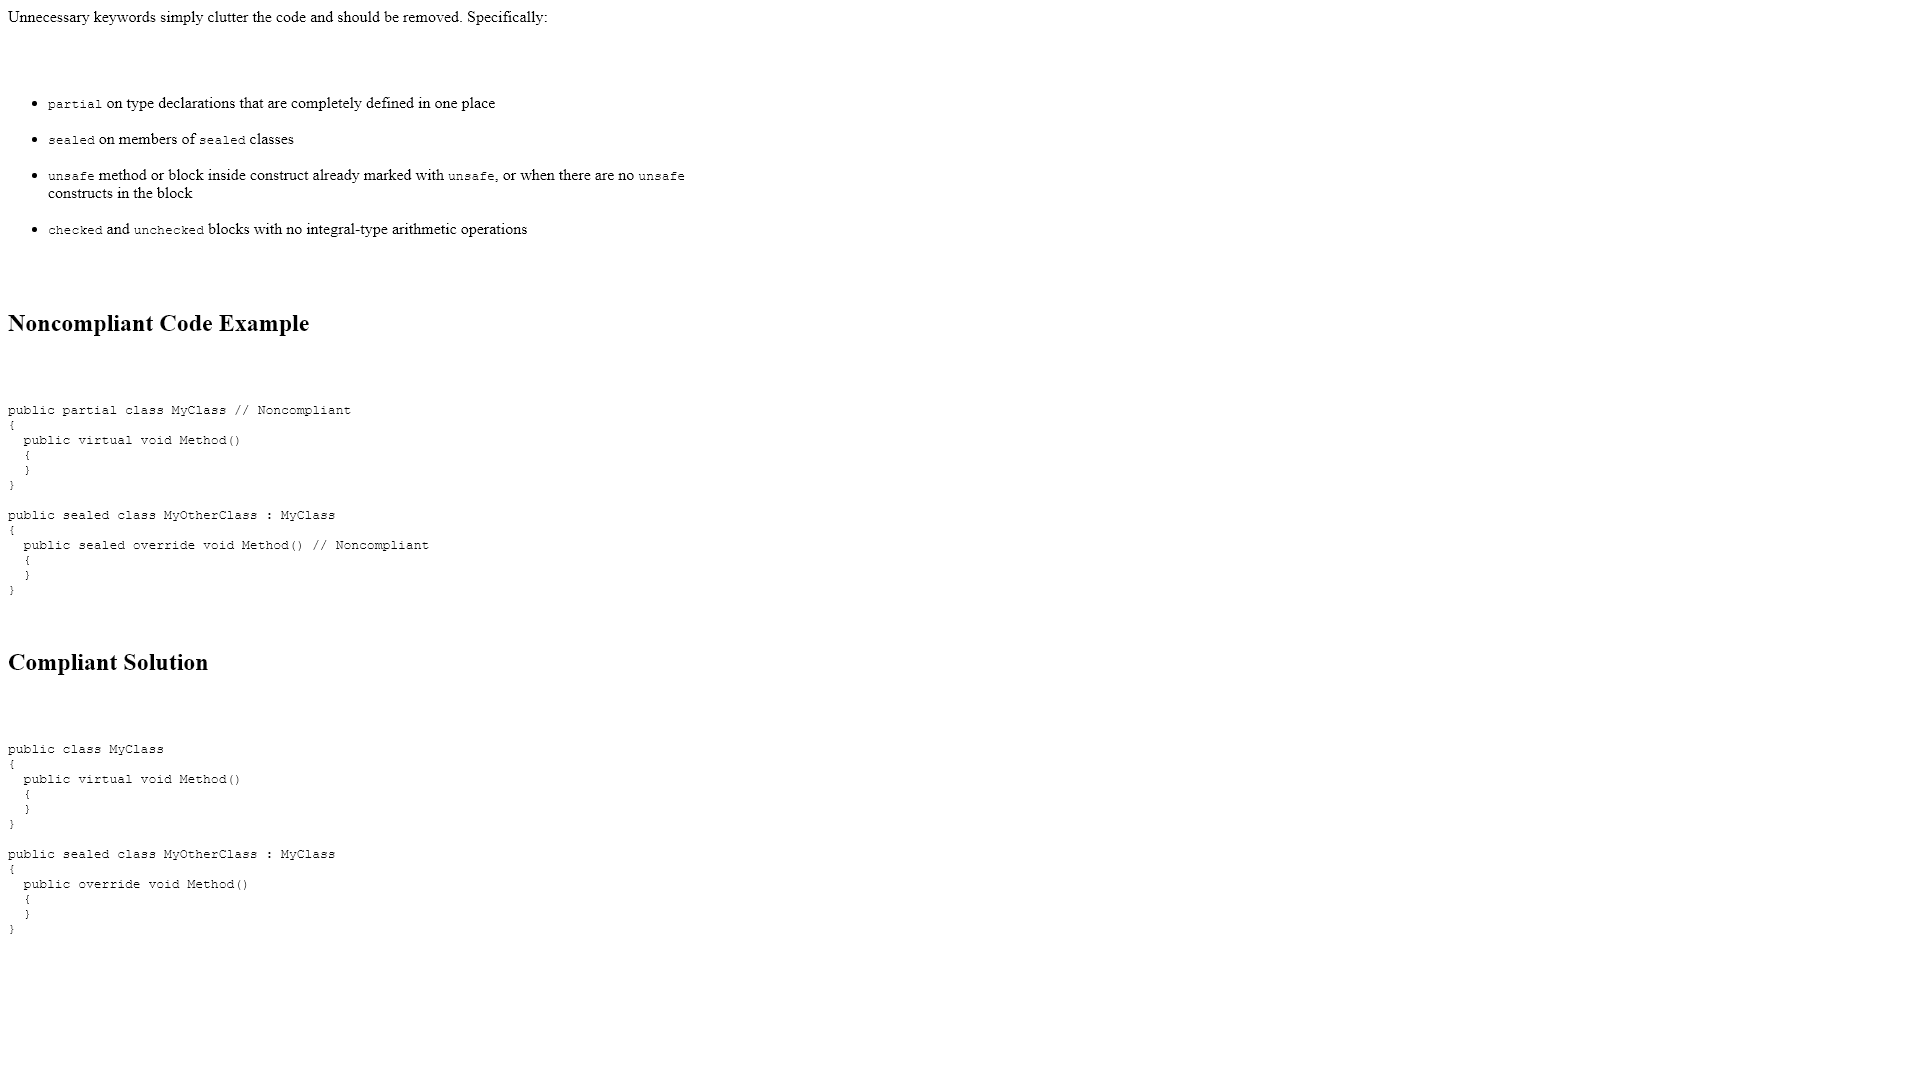 Unnecessary keywords simply clutter the code and should be removed. Specifically:
• partial on type declarations that are completely defined in one place
• sealed on members of sealed classes
• unsafe method or block inside construct already marked with unsafe, or when there are no unsafe
constructs in the block
• checked and unchecked blocks with no integral-type arithmetic operations
Noncompliant Code Example
public partial class MyClass // Noncompliant
{
  public virtual void Method()
  {
  }
}
public sealed class MyOtherClass : MyClass
{
  public sealed override void Method() // Noncompliant
  {
  }
}
Compliant Solution
public class MyClass
{
  public virtual void Method()
  {
  }
}
public sealed class MyOtherClass : MyClass
{
  public override void Method()
  {
  }
}